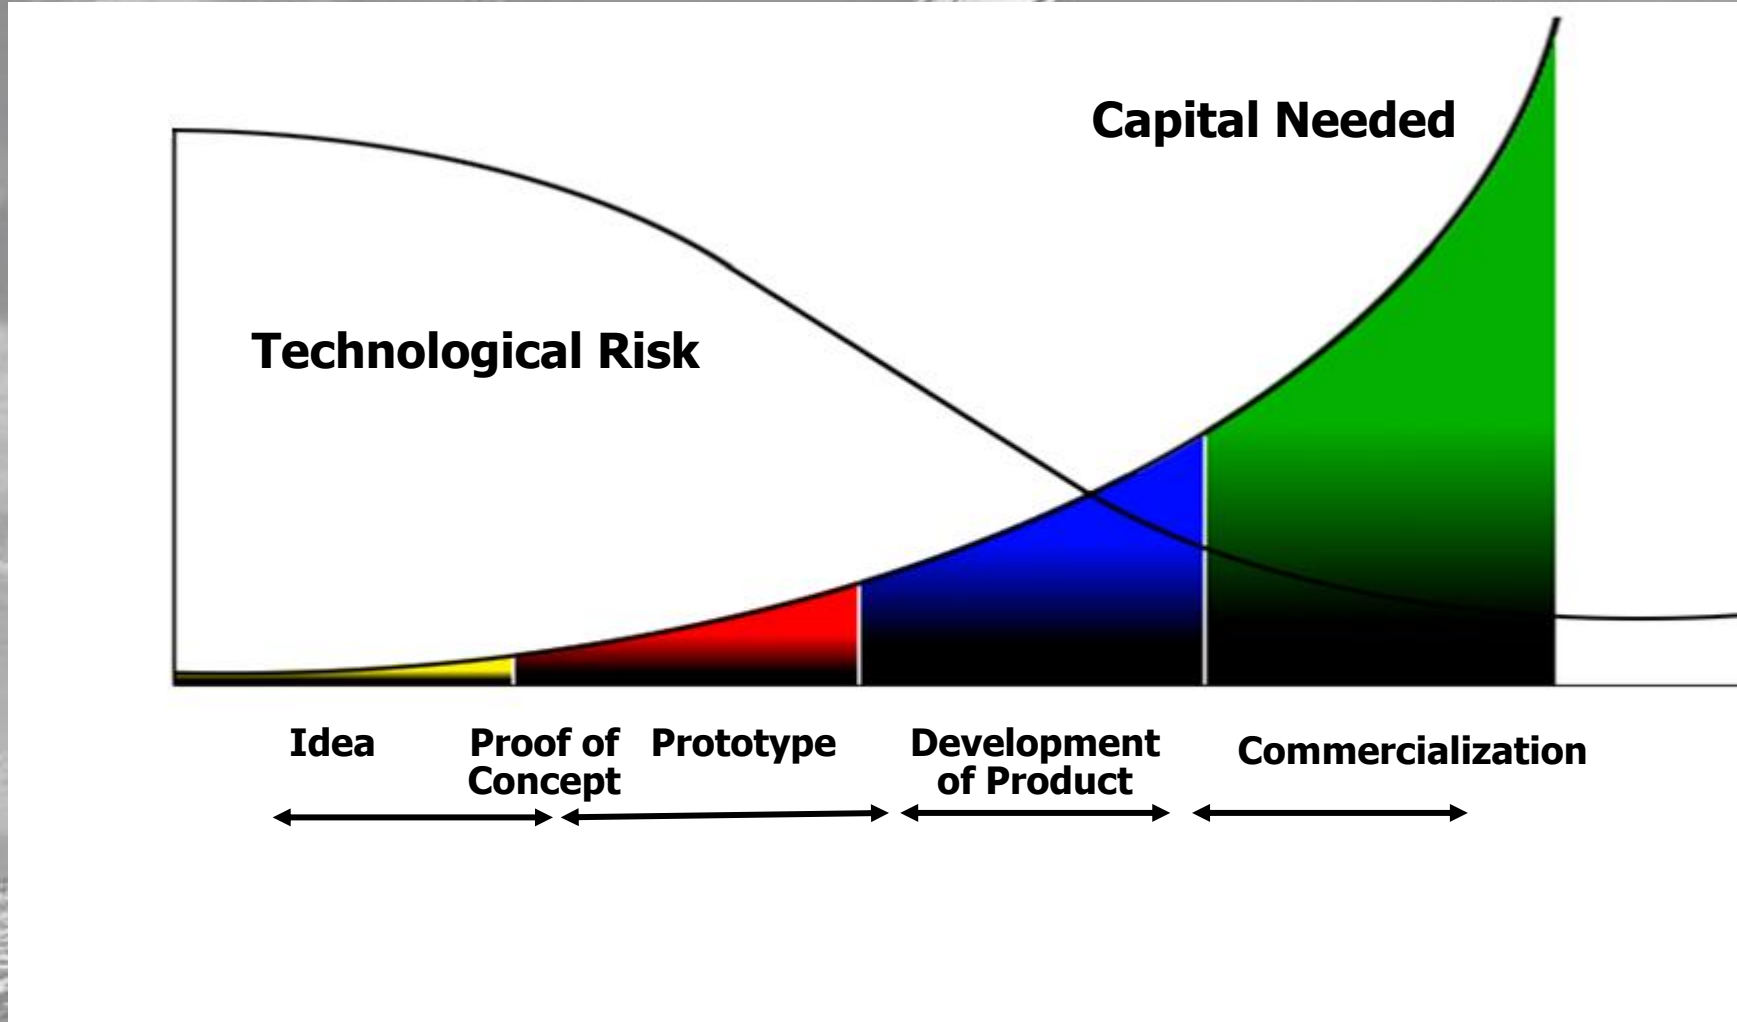 Capital Needed
Technological Risk
Idea
Proof of
Concept
Prototype
Development
of Product
Commercialization